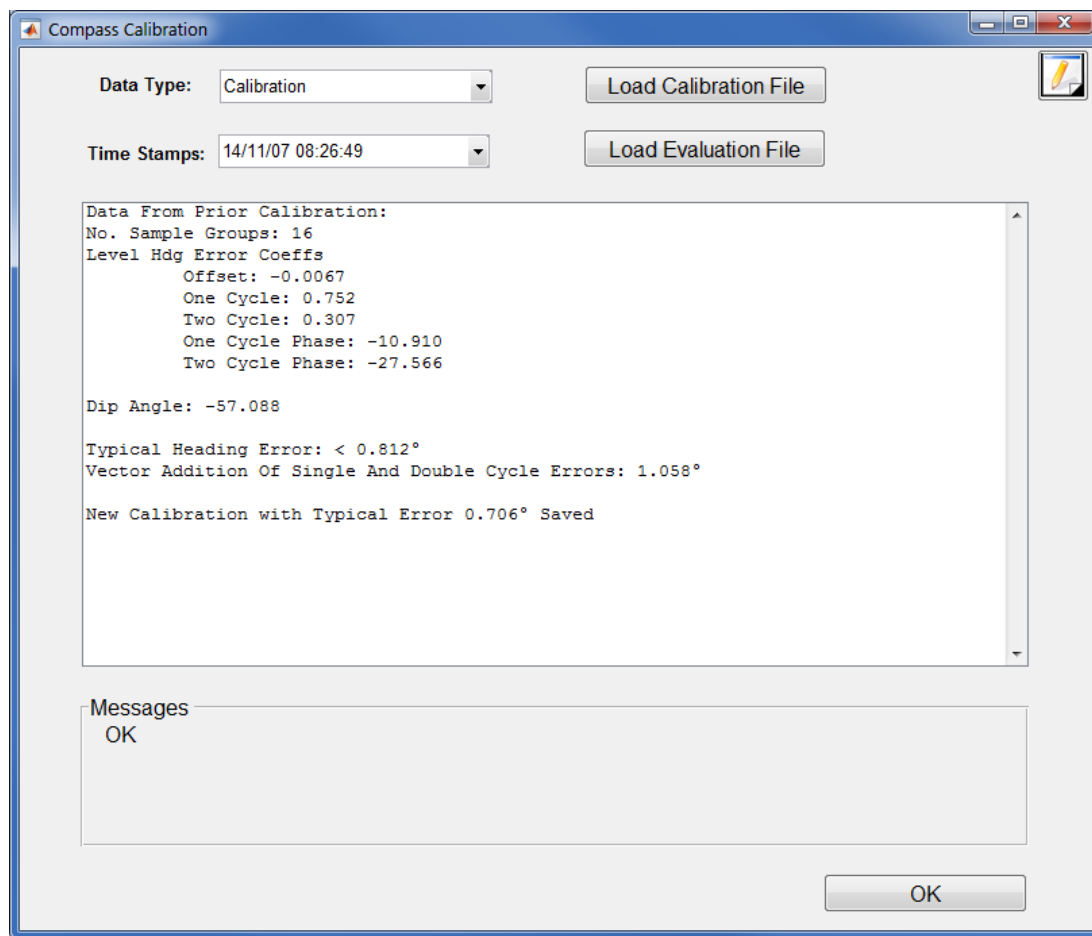 Compass Calibration
Data Type:
Calibration
Load Calibration File
Time Stamps:
14/11/07 08:26:49
Load Evaluation File
Data From Prior Calibration:
No. Sample Groups: 16
Level Hdg Error Coeffs
Offset: -0.0067
One Cycle: 0.752
Two Cycle: 0.307
One Cycle Phase: -10.910
Two Cycle Phase: -27.566
Dip Angle: -57.088
Typical Heading Error: < 0.812°
Vector Addition Of Single And Double Cycle Errors: 1.058°
New Calibration with Typical Error 0.706° Saved
Messages
OK
OK